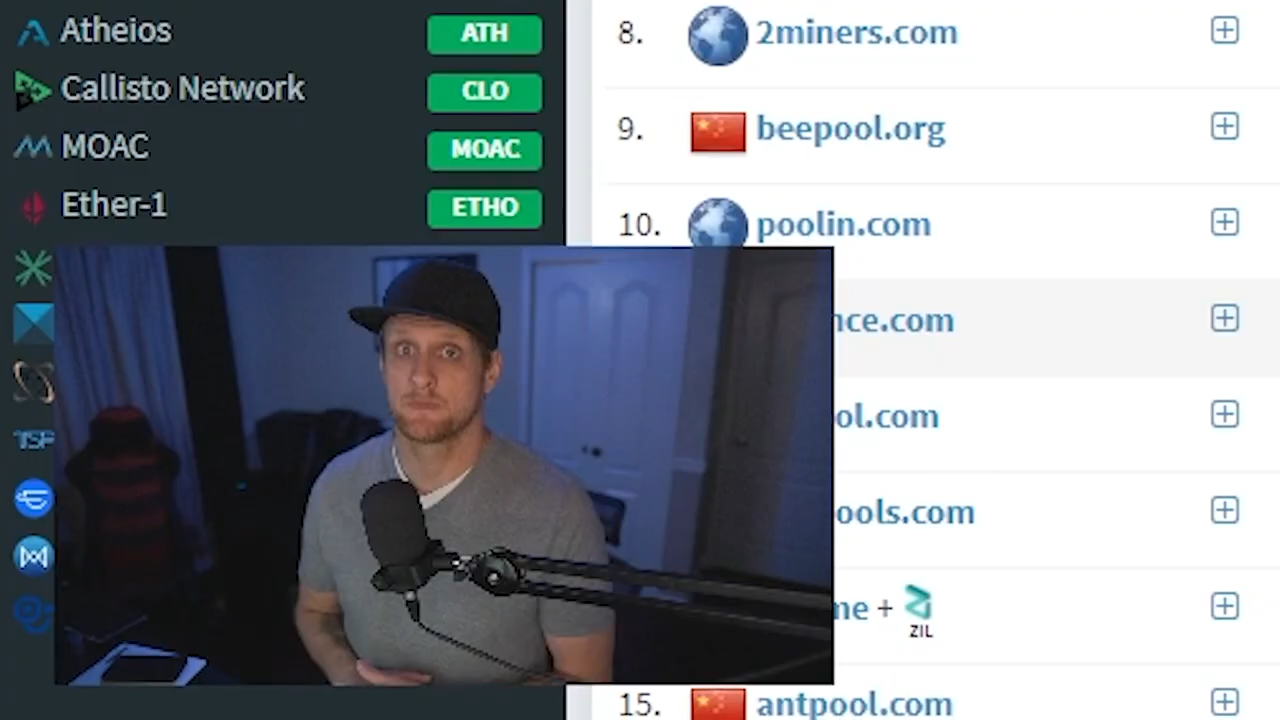 Atheios ATH
Callisto Network CLO
MOAC MOAC
Ether-1 ETHO
TSF
8. 2miners.com
9. beepool.org
10. poolin.com
nce.com
ol.com
ools.com
me + ZIL
15. antpool.com